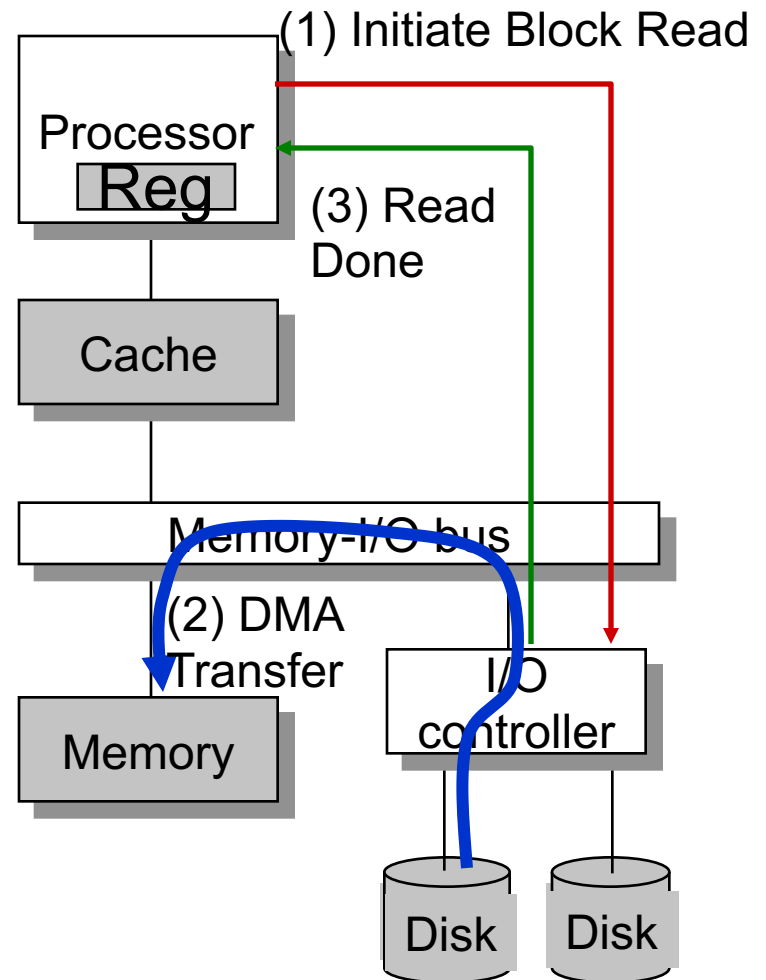 (1) Initiate Block Read
Processor
Reg
(3) Read
Done
Cache
Memory-I/O bus
(2) DMA
Transfer
I/O
controller
Memory
Disk
Disk